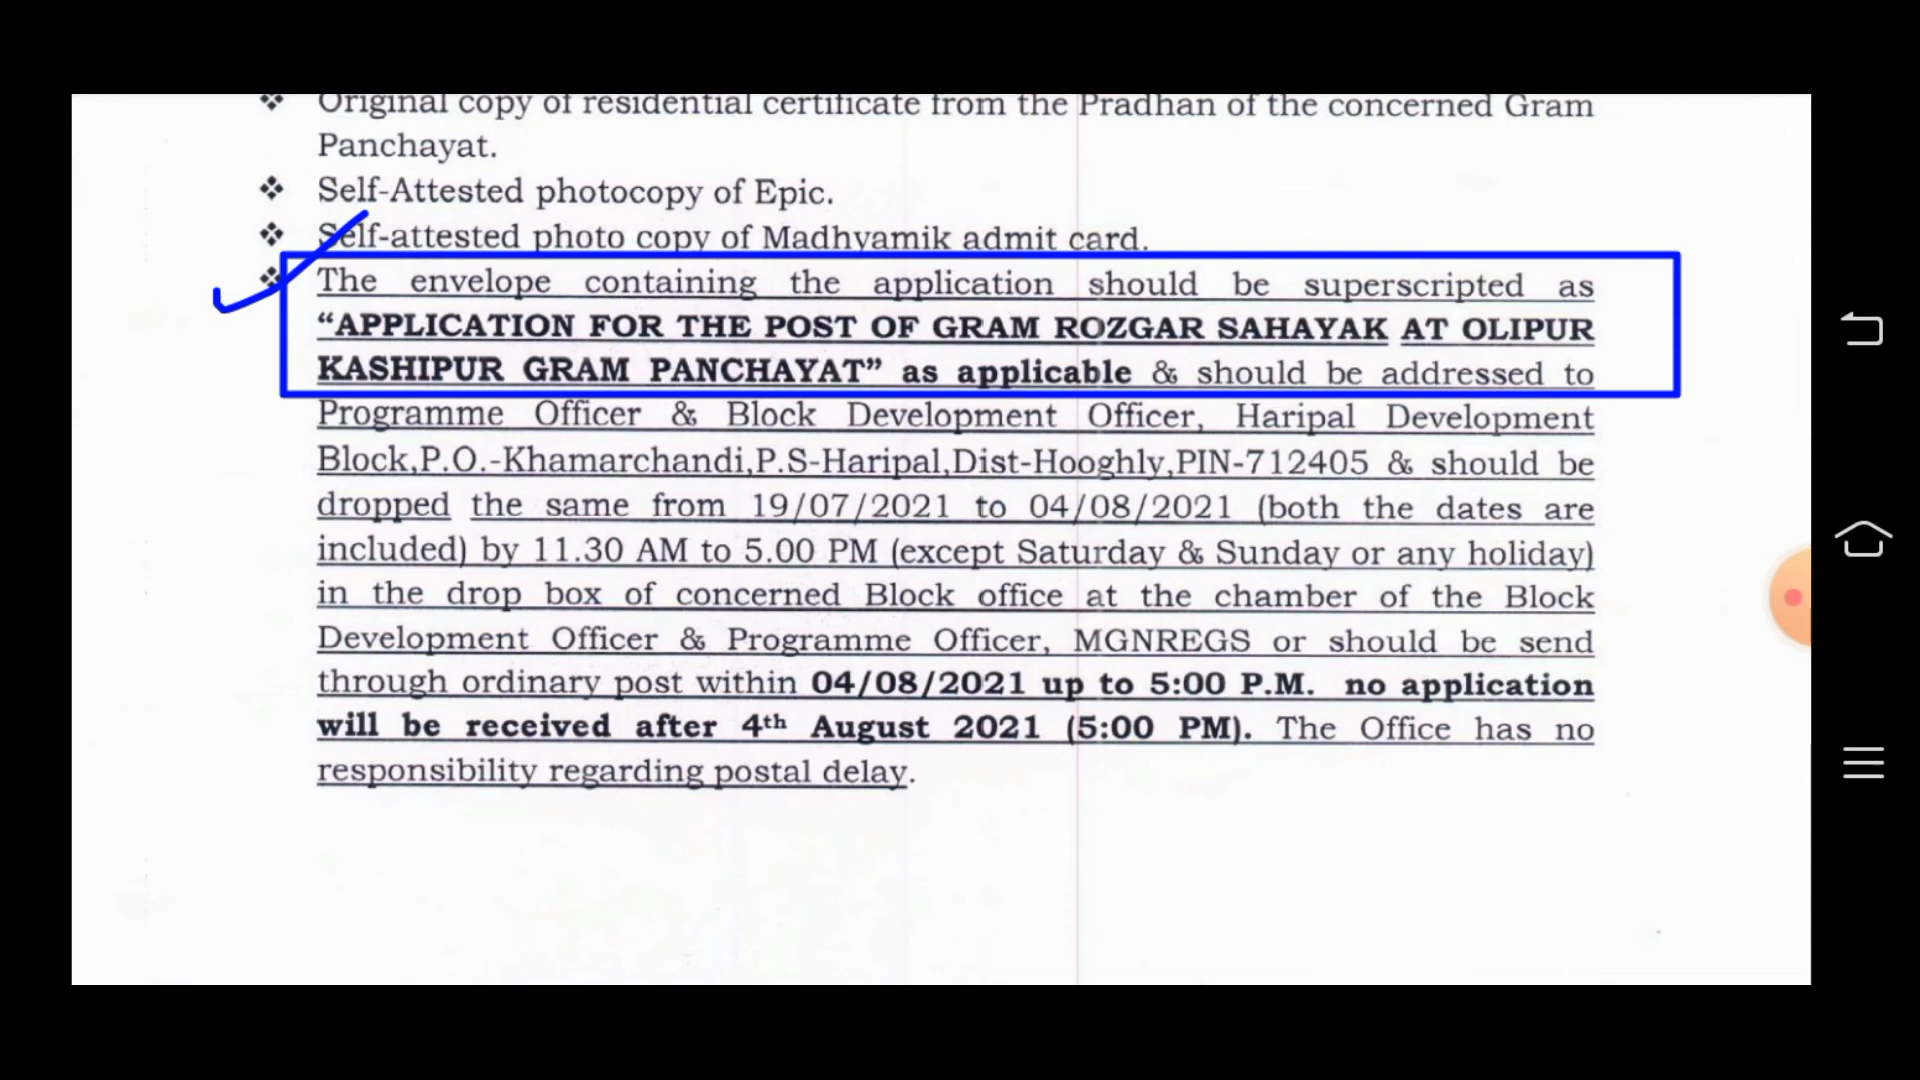 ❖ Original copy of residential certificate from the Pradhan of the concerned Gram
Panchayat.
❖ Self-Attested photocopy of Epic.
❖ Self-attested photo copy of Madhyamik admit card.
❖ The envelope containing the application should be superscripted as
“APPLICATION FOR THE POST OF GRAM ROZGAR SAHAYAK AT OLIPUR
KASHIPUR GRAM PANCHAYAT” as applicable & should be addressed to
Programme Officer & Block Development Officer, Haripal Development
Block,P.O.-Khamarchandi,P.S-Haripal,Dist-Hooghly,PIN-712405 & should be
dropped the same from 19/07/2021 to 04/08/2021 (both the dates are
included) by 11.30 AM to 5.00 PM (except Saturday & Sunday or any holiday)
in the drop box of concerned Block office at the chamber of the Block
Development Officer & Programme Officer, MGNREGS or should be send
through ordinary post within 04/08/2021 up to 5:00 P.M. no application
will be received after 4th August 2021 (5:00 PM). The Office has no
responsibility regarding postal delay.